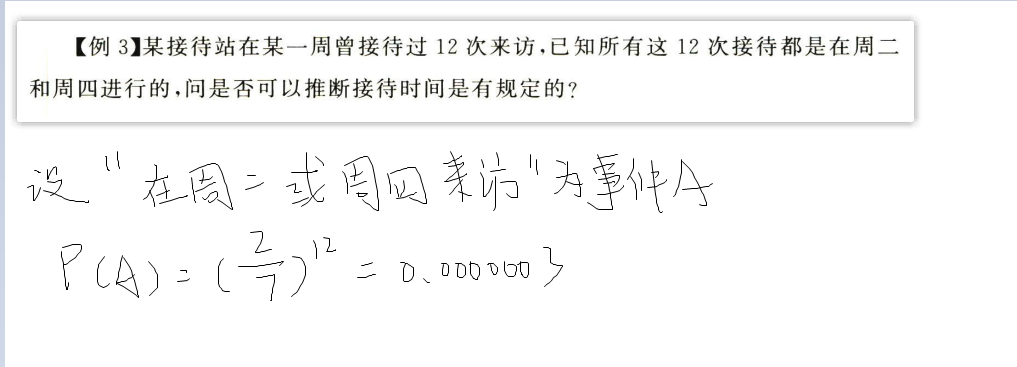 【例 3】某接待站在某一周曾接待过 12 次来访,已知所有这 12 次接待都是在周二
和周四进行的,问是否可以推断接待时间是有规定的?
设"在周二或周四来访"为事件A
P(A)=(2/7)^12=0.0000003